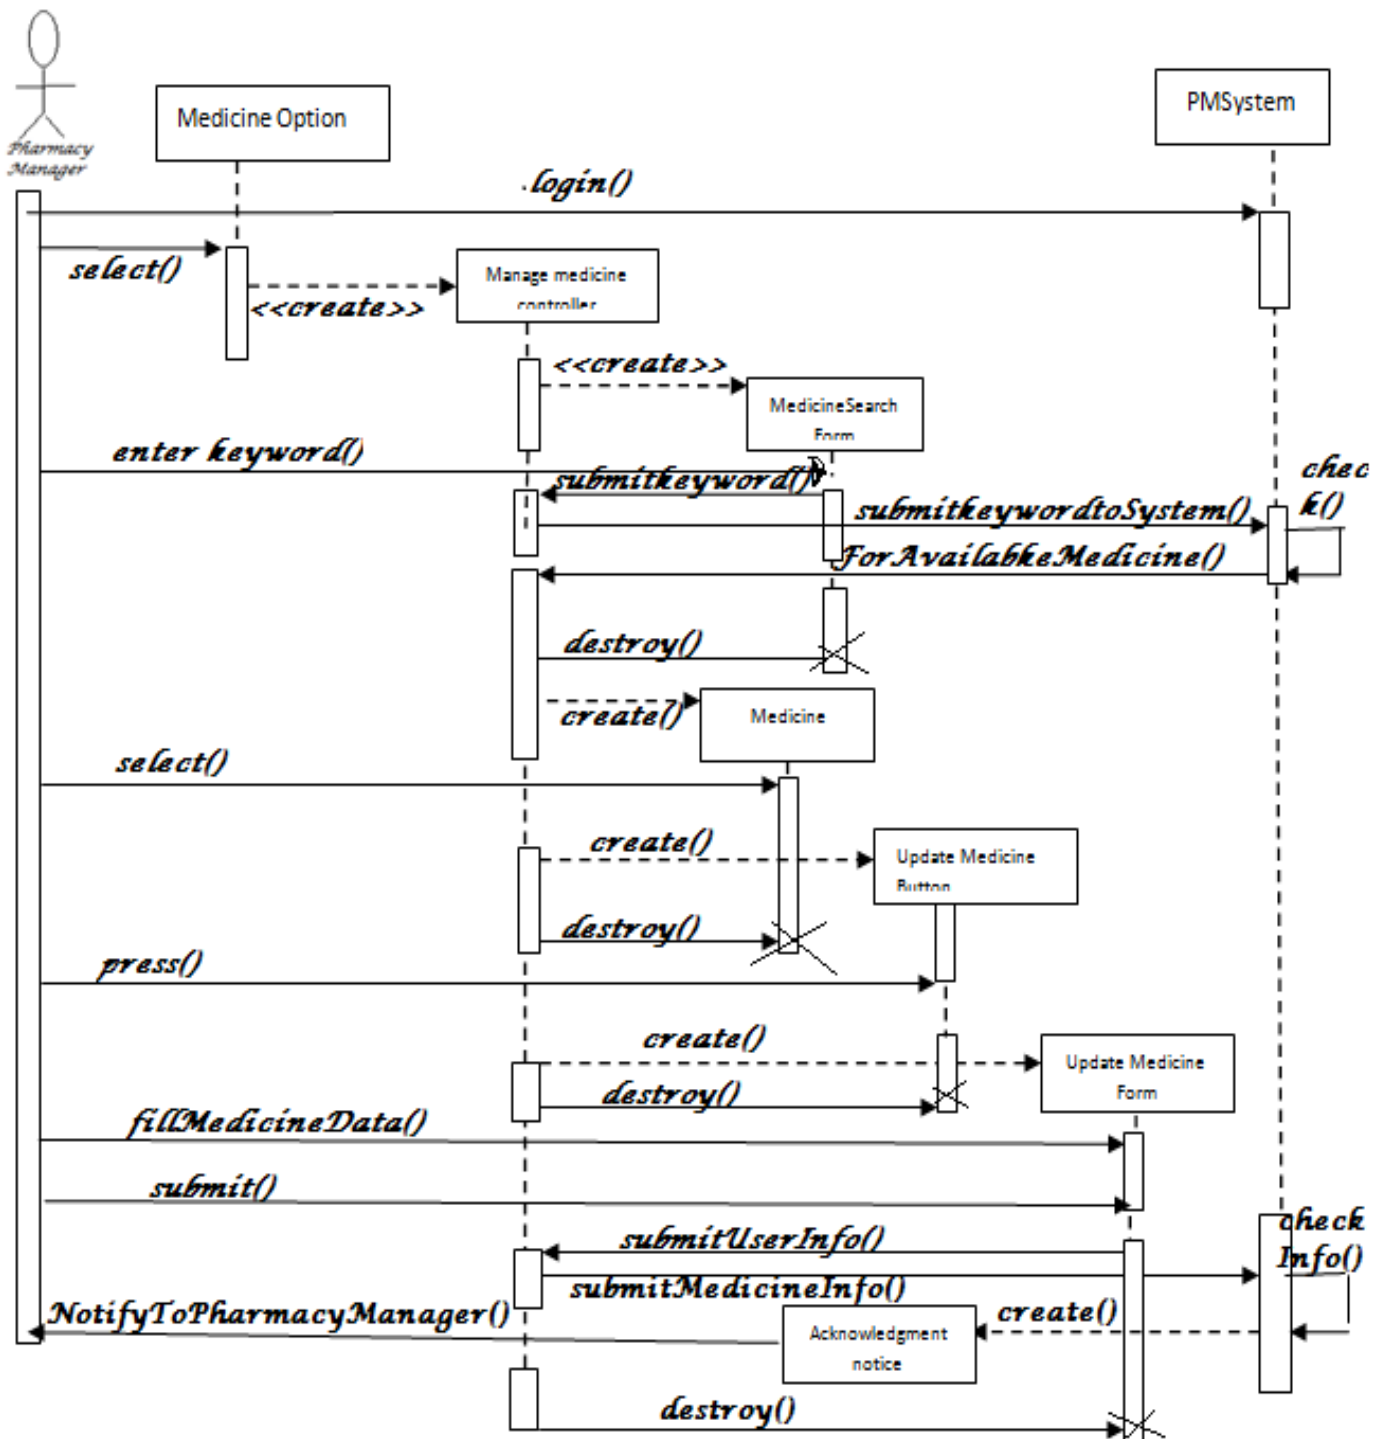 Pharmacy
Manager
Medicine Option
PMSystem
.login()
select()
<<create>>
Manage medicine
controller
<<create>>
MedicineSearch
Form
enter keyword()
submitkeyword()
chec
k()
submitkeywordtoSystem()
ForAvailabkeMedicine()
destroy()
create()
Medicine
select()
create()
Update Medicine
Button
destroy()
press()
create()
Update Medicine
Form
destroy()
fillMedicineData()
submit()
submitUserInfo()
check
Info()
submitMedicineInfo()
NotifyToPharmacyManager()
create()
Acknowledgment
notice
destroy()